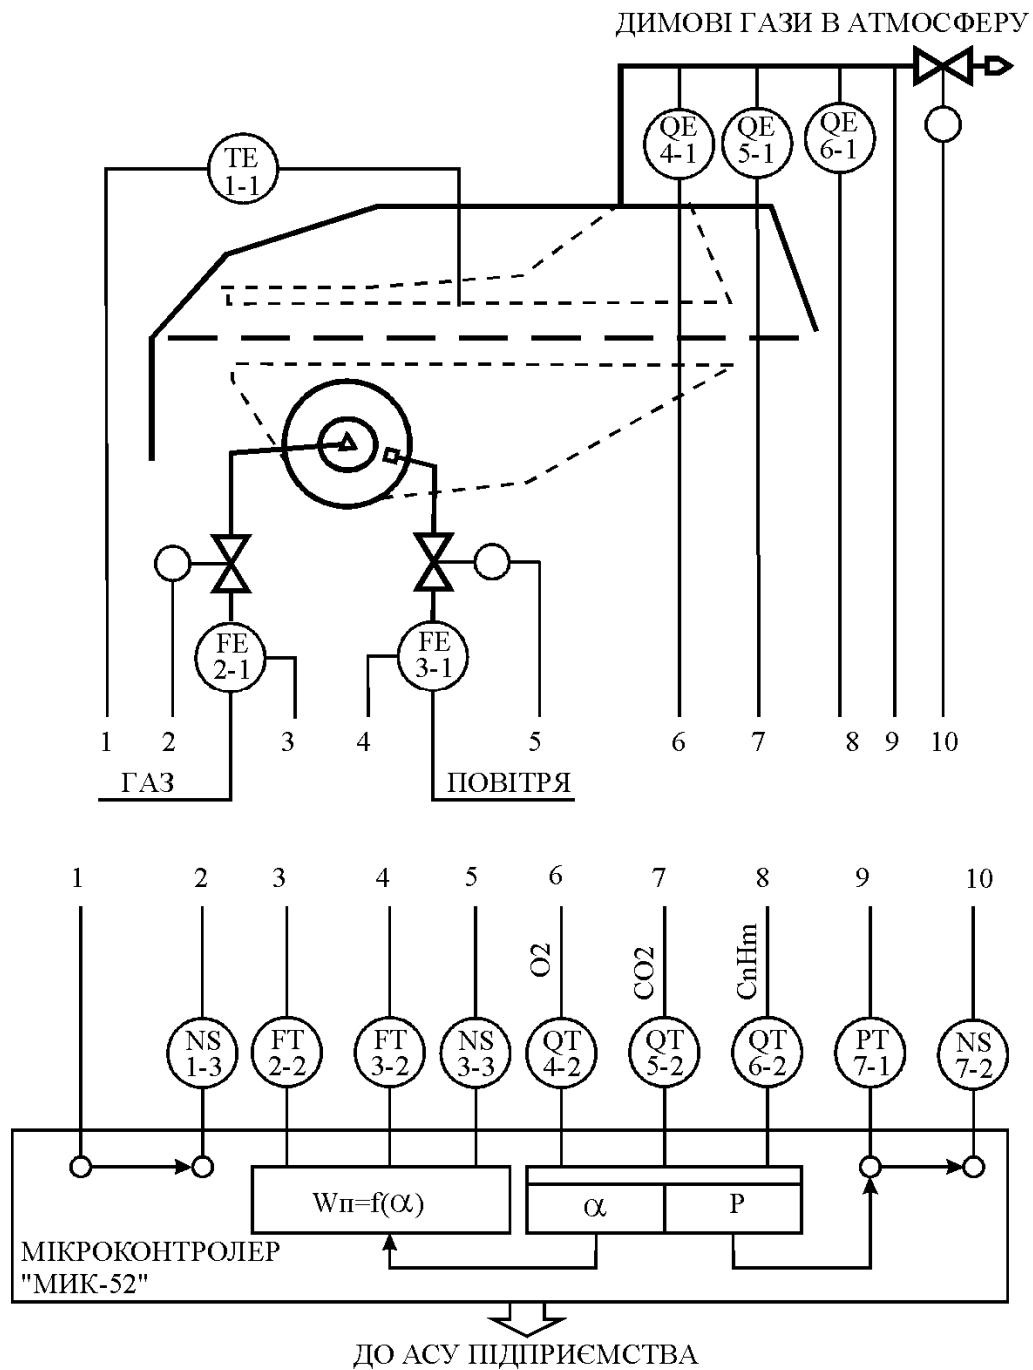 ДИМОВІ ГАЗИ В АТМОСФЕРУ
QE
4-1
QE
5-1
QE
6-1
TE
1-1
FE
2-1
FE
3-1
1 2 3 4 5 6 7 8 9 10
ГАЗ ПОВІТРЯ
1 2 3 4 5 6 7 8 9 10
O2
CO2
CnHm
NS
1-3
FT
2-2
FT
3-2
NS
3-3
QT
4-2
QT
5-2
QT
6-2
PT
7-1
NS
7-2
Wп=f(α)
α
P
МІКРОКОНТРОЛЕР
"МИК-52"
ДО АСУ ПІДПРИЄМСТВА